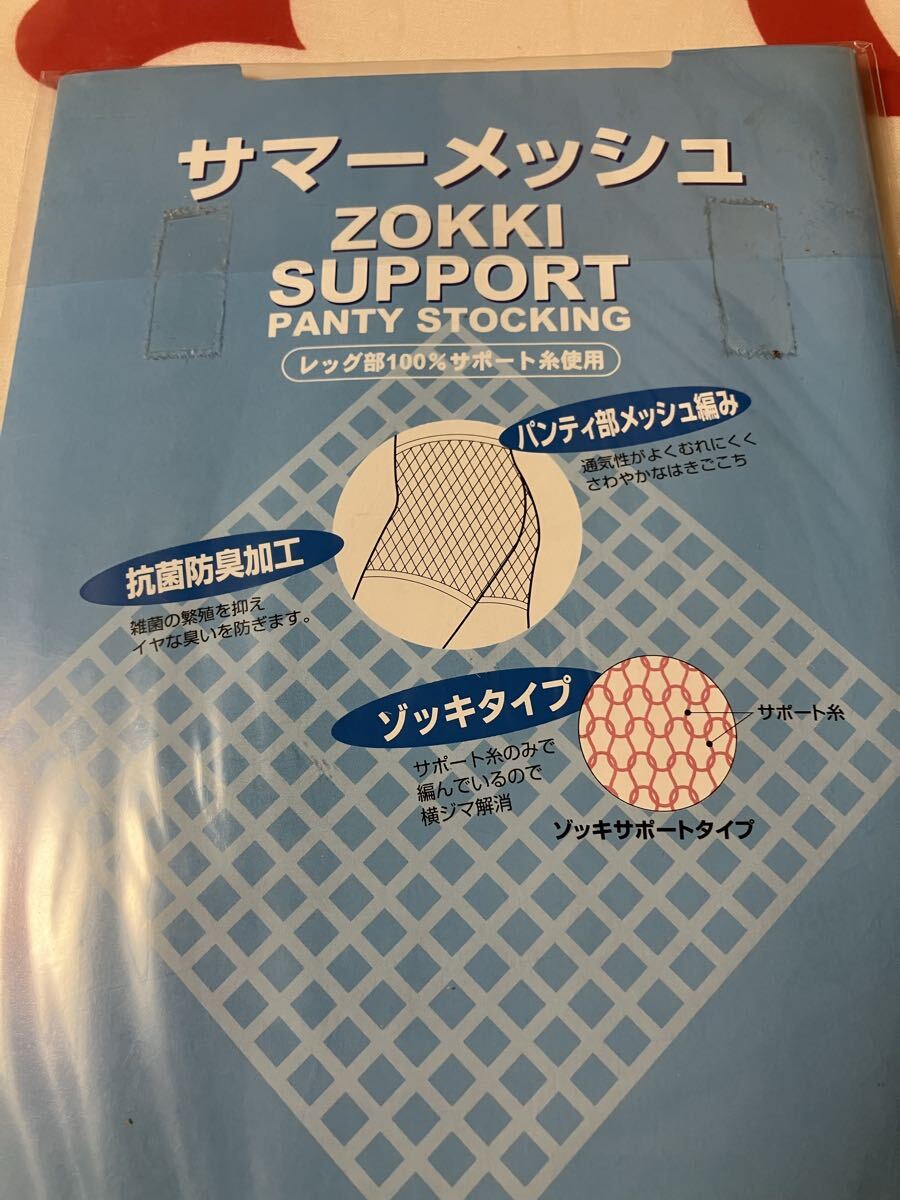 サマーメッシュ
ZOKKI
SUPPORT
PANTY STOCKING
レッグ部100%サポート糸使用
パンティ部メッシュ編み
通気性がよくむれにくく
さわやかなはきごこち
抗菌防臭加工
雑菌の繁殖を抑え
イヤな臭いを防ぎます。
ゾッキタイプ
サポート糸のみで
編んでいるので
横ジマ解消
サポート糸
ゾッキサポートタイプ